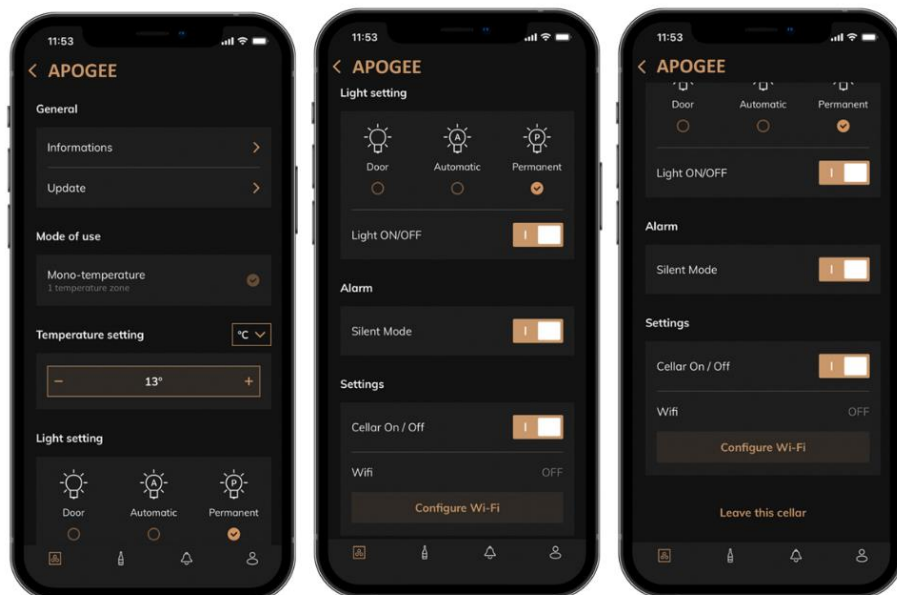 11:53
APOGEE
General
Informations
Update
Mode of use
Mono-temperature
1 temperature zone
Temperature setting
°C
− 13° +
Light setting
A P
Door Automatic Permanent
11:53
APOGEE
Light setting
A P
Door Automatic Permanent
Light ON/OFF
I
Alarm
Silent Mode
I
Settings
Cellar On / Off
I
Wifi OFF
Configure Wi-Fi
11:53
APOGEE
Door Automatic Permanent
Light ON/OFF
I
Alarm
Silent Mode
I
Settings
Cellar On / Off
I
Wifi OFF
Configure Wi-Fi
Leave this cellar